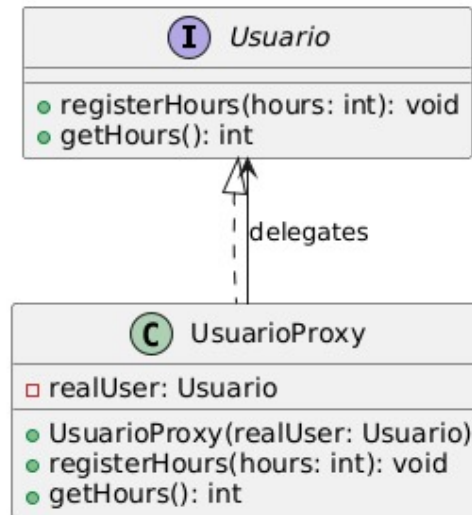 I Usuario
registerHours(hours: int): void
getHours(): int
delegates
C UsuarioProxy
realUser: Usuario
UsuarioProxy(realUser: Usuario)
registerHours(hours: int): void
getHours(): int